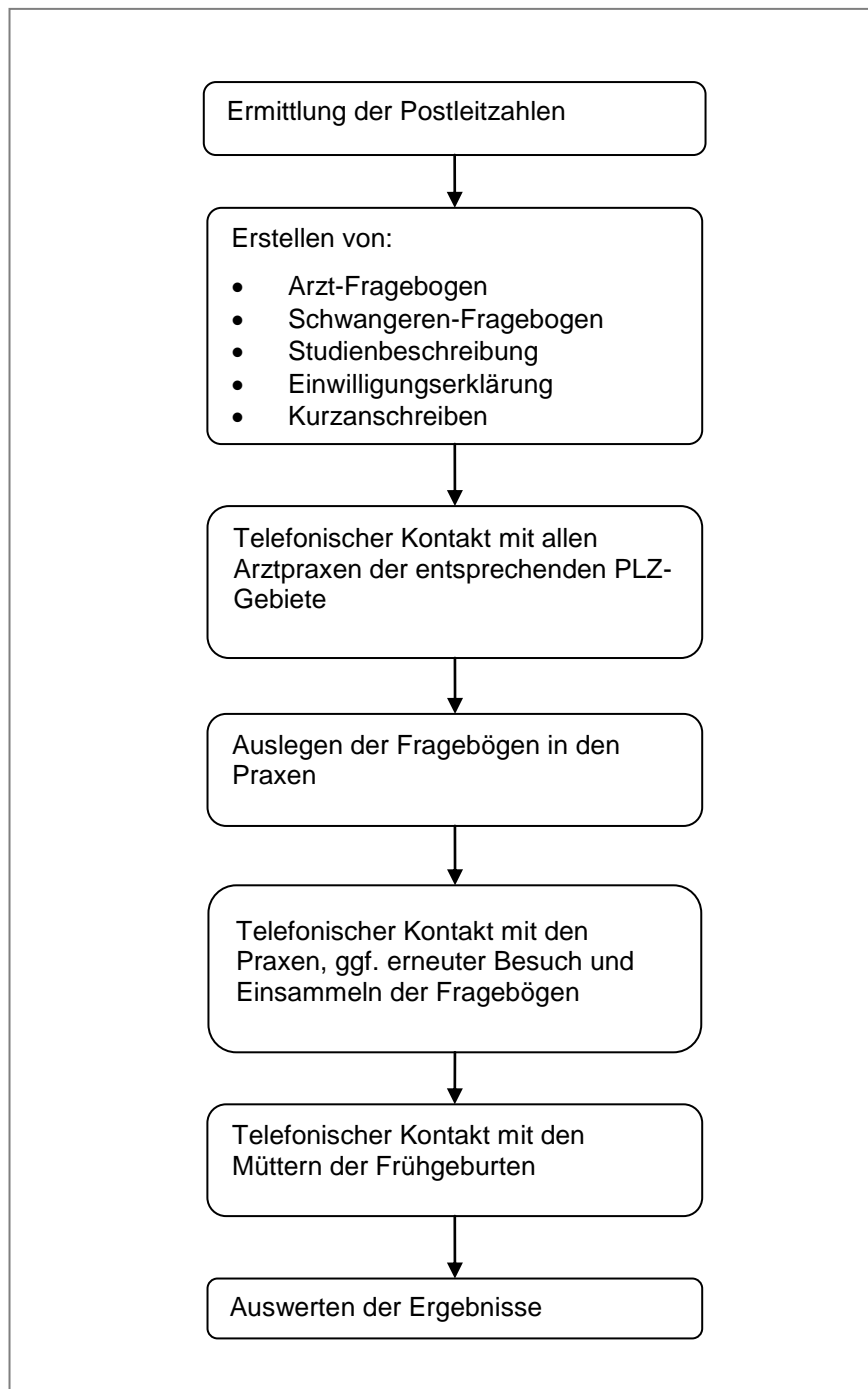 Ermittlung der Postleitzahlen
Erstellen von:
• Arzt-Fragebogen
• Schwangeren-Fragebogen
• Studienbeschreibung
• Einwilligungserklärung
• Kurzanschreiben
Telefonischer Kontakt mit allen
Arztpraxen der entsprechenden PLZ-
Gebiete
Auslegen der Fragebögen in den
Praxen
Telefonischer Kontakt mit den
Praxen, ggf. erneuter Besuch und
Einsammeln der Fragebögen
Telefonischer Kontakt mit den
Müttern der Frühgeburten
Auswerten der Ergebnisse